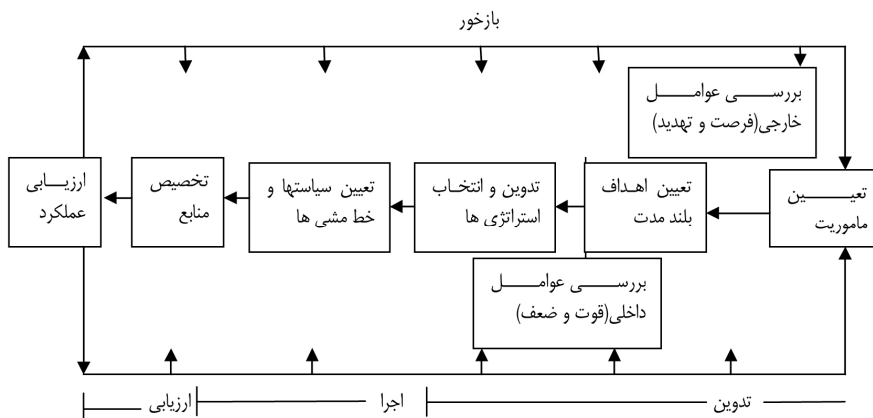 بازخور
بررسی عوامل
خارجی(فرصت و تهدید)
تعیین
ماموریت
تعیین اهداف
بلند مدت
تدوین و انتخاب
استراتژی ها
تعیین سیاستها و
خط مشی ها
تخصیص
منابع
ارزیابی
عملکرد
بررسی عوامل
داخلی(قوت و ضعف)
تدوین
اجرا
ارزیابی